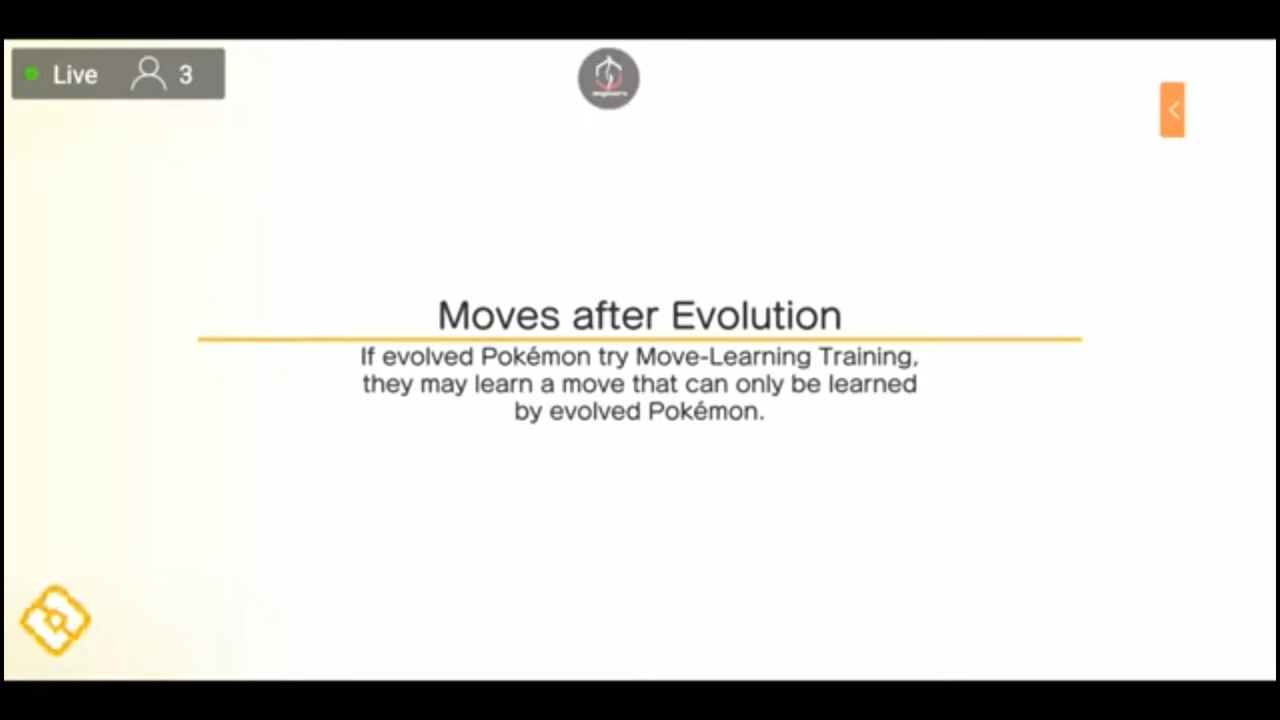 Live 3
Moves after Evolution
If evolved Pokémon try Move-Learning Training,
they may learn a move that can only be learned
by evolved Pokémon.